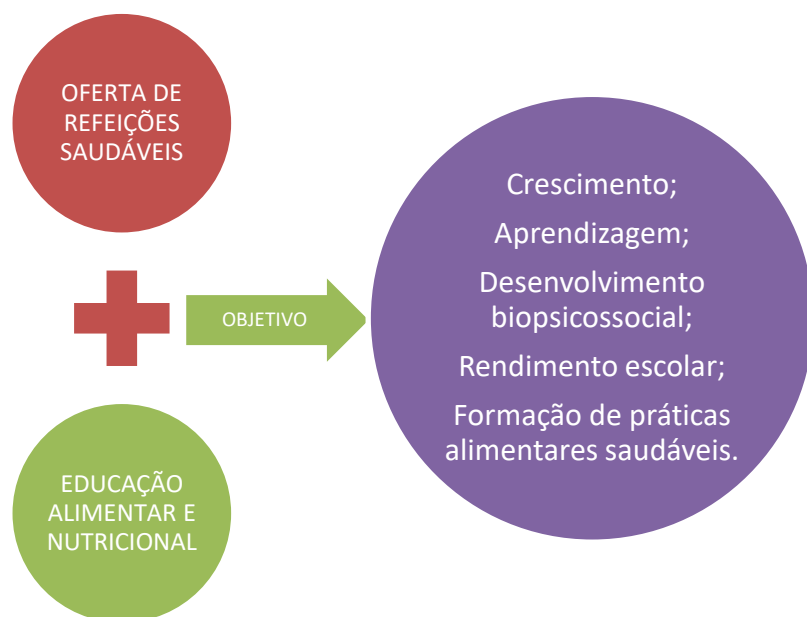 OFERTA DE
REFEIÇÕES
SAUDÁVEIS
OBJETIVO
EDUCAÇÃO
ALIMENTAR E
NUTRICIONAL
Crescimento;
Aprendizagem;
Desenvolvimento
biopsicossocial;
Rendimento escolar;
Formação de práticas
alimentares saudáveis.